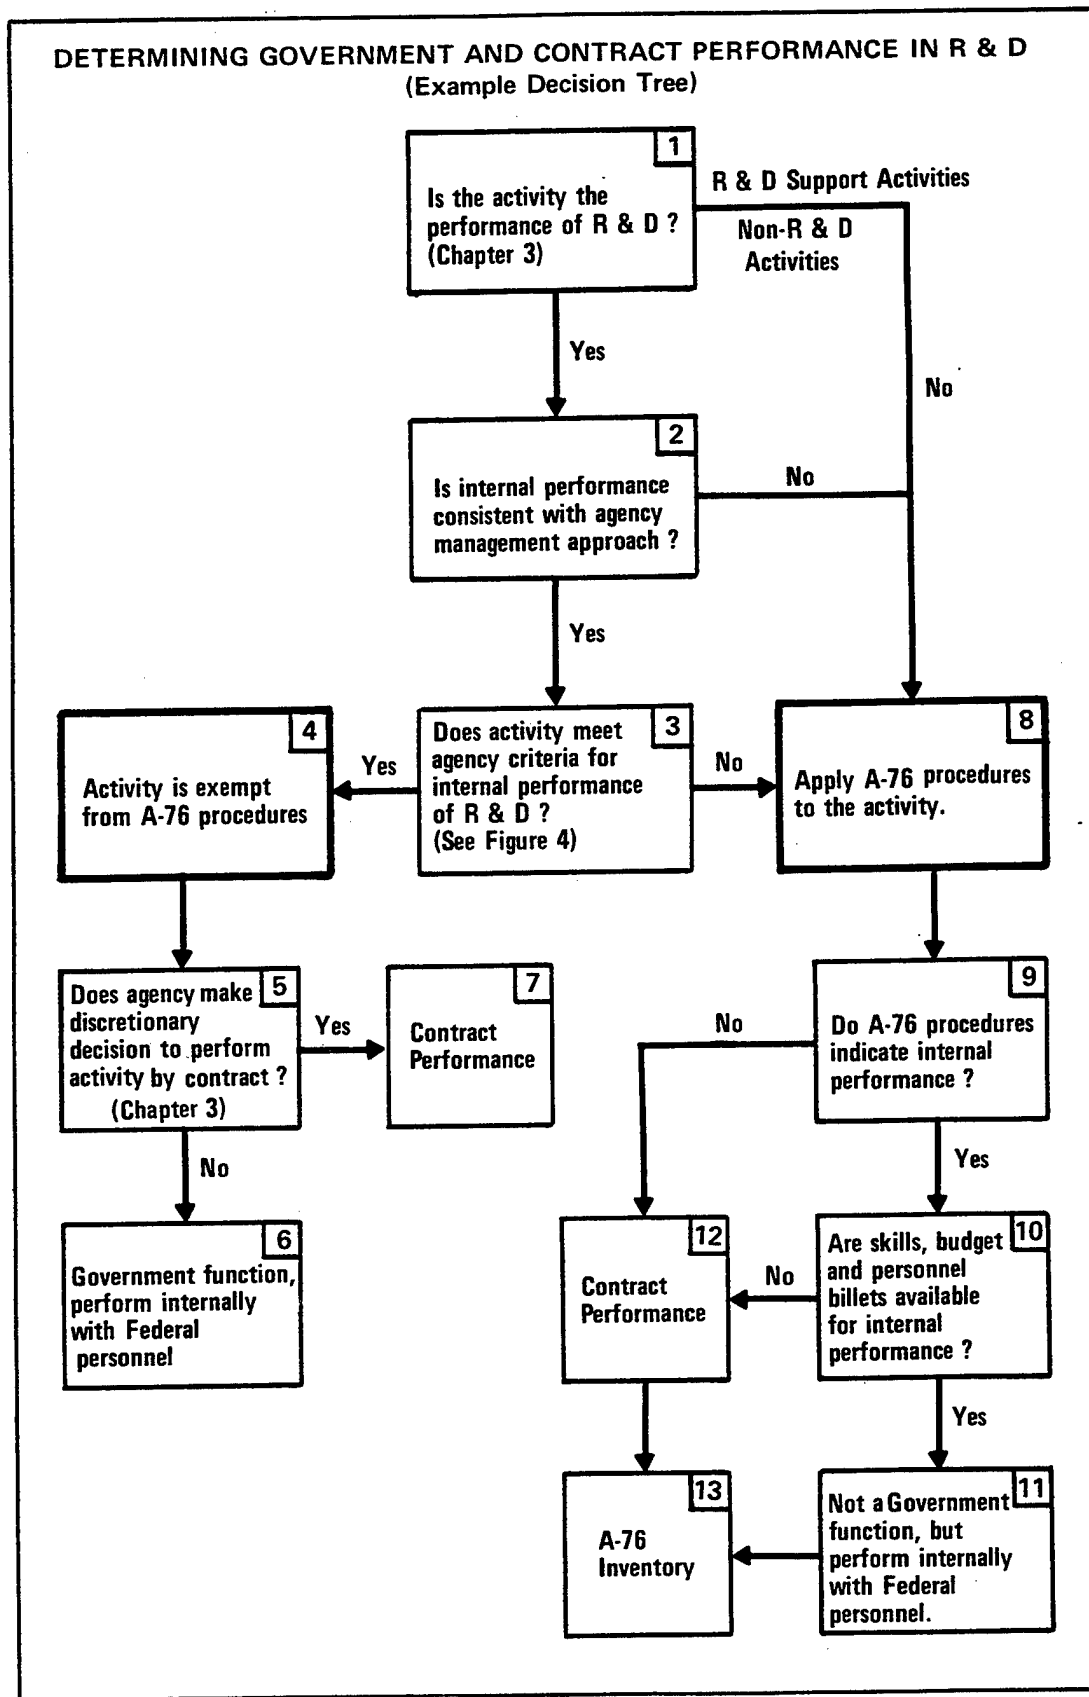 DETERMINING GOVERNMENT AND CONTRACT PERFORMANCE IN R & D
(Example Decision Tree)
1
Is the activity the
performance of R & D ?
(Chapter 3)
R & D Support Activities
Non-R & D
Activities
Yes
No
2
Is internal performance
consistent with agency
management approach ?
No
Yes
4
Activity is exempt
from A-76 procedures
Yes
3
Does activity meet
agency criteria for
internal performance
of R & D ?
(See Figure 4)
No
8
Apply A-76 procedures
to the activity.
5
Does agency make
discretionary
decision to perform
activity by contract ?
(Chapter 3)
Yes
7
Contract
Performance
No
9
Do A-76 procedures
indicate internal
performance ?
No
Yes
6
Government function,
perform internally
with Federal
personnel
12
Contract
Performance
No
10
Are skills, budget
and personnel
billets available
for internal
performance ?
Yes
13
A-76
Inventory
11
Not a Government
function, but
perform internally
with Federal
personnel.